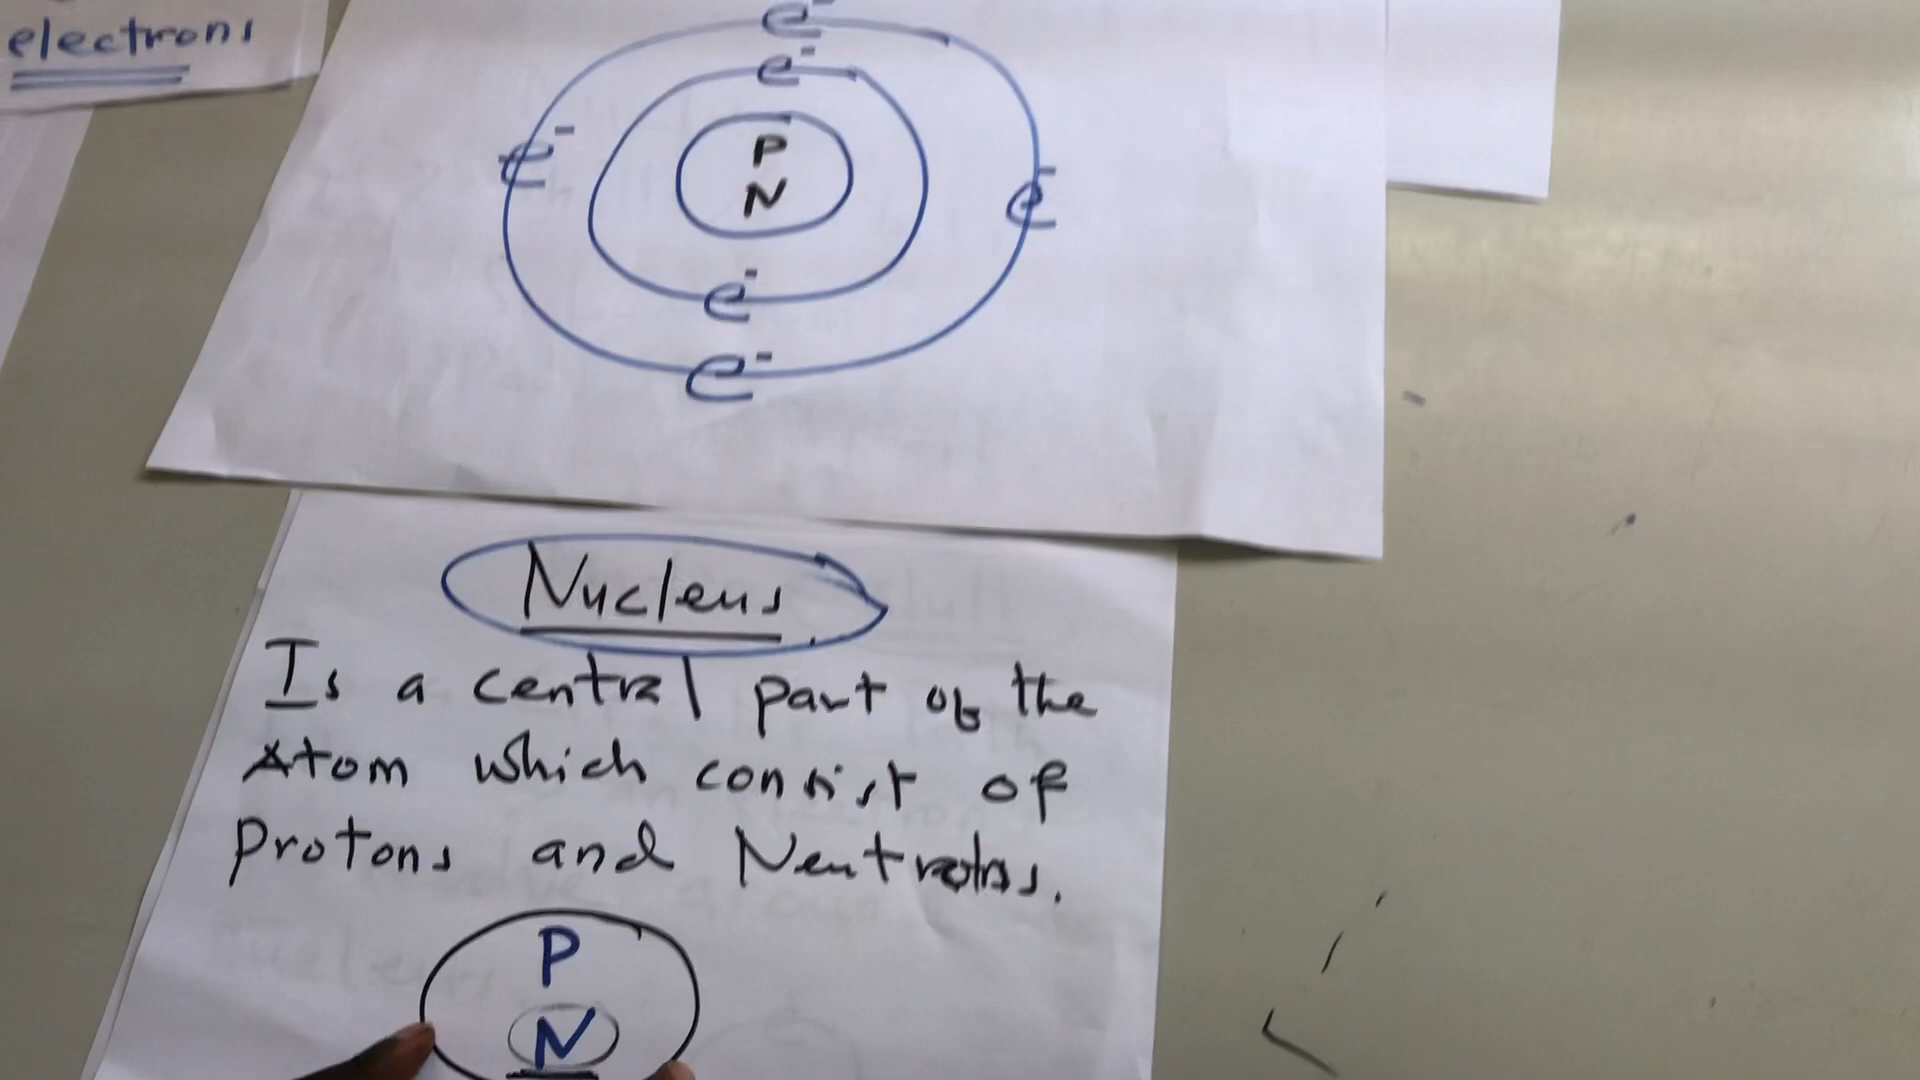 electrons
e-
e-
e-
P
N
e-
e-
e-
Nucleus
Is a central part of the
Atom which consist of
Protons and Neutrons.
P
N